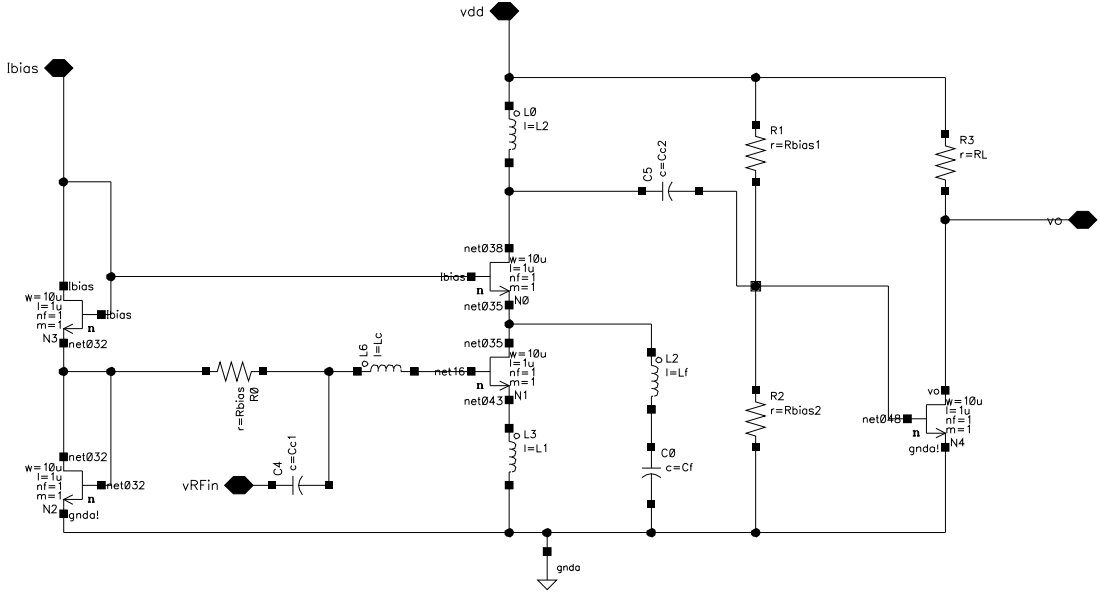 vdd
Ibias
L0
l=L2
R1
r=Rbias1
R3
r=RL
C5
c=Cc2
vo
net038
w=10u
l=1u
nf=1
m=1
Ibias
n
N0
net035
Ibias
w=10u
l=1u
nf=1
m=1
Ibias
n
N3
net032
net035
w=10u
l=1u
nf=1
m=1
net16
n
N1
net043
L6
l=Lc
r=Rbias
R0
L2
l=Lf
R2
r=Rbias2
vo
w=10u
l=1u
nf=1
m=1
net048
n
N4
gnda!
L3
l=L1
C0
c=Cf
C4
c=Cc1
vRFin
net032
w=10u
l=1u
nf=1
m=1
net032
n
N2
gnda!
gnda